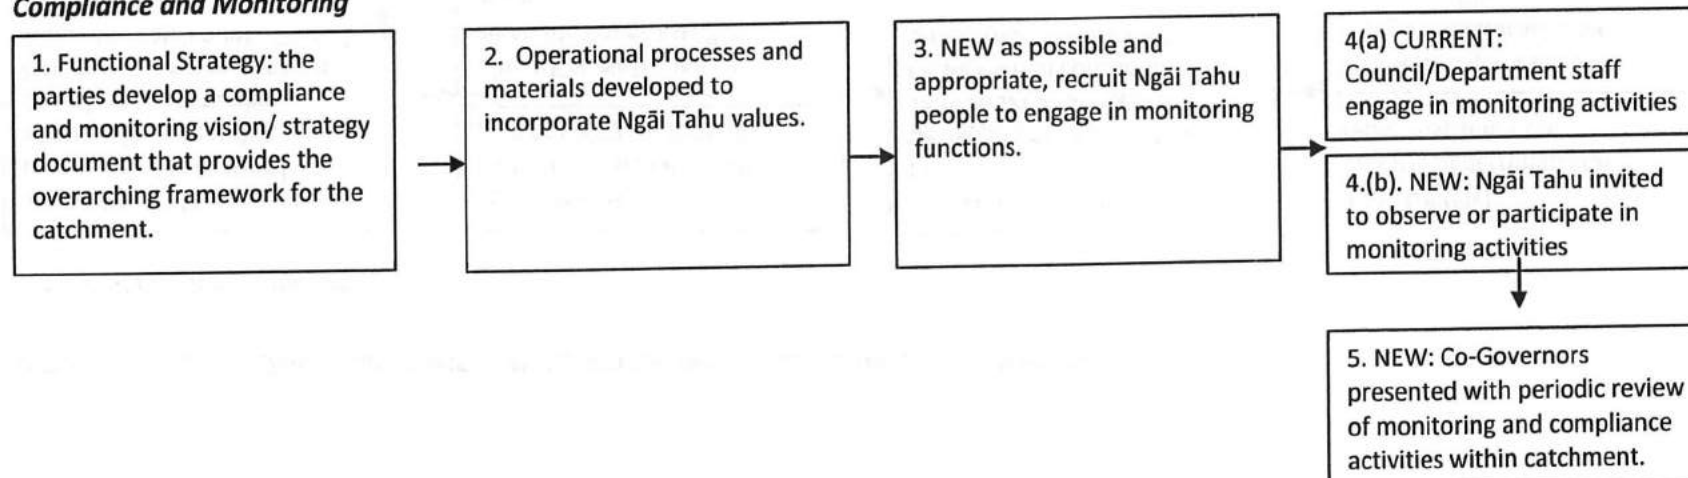 Compliance and Monitoring
1. Functional Strategy: the
parties develop a compliance
and monitoring vision/ strategy
document that provides the
overarching framework for the
catchment.
2. Operational processes and
materials developed to
incorporate Ngāi Tahu values.
3. NEW as possible and
appropriate, recruit Ngāi Tahu
people to engage in monitoring
functions.
4(a) CURRENT:
Council/Department staff
engage in monitoring activities
4.(b). NEW: Ngāi Tahu invited
to observe or participate in
monitoring activities
5. NEW: Co-Governors
presented with periodic review
of monitoring and compliance
activities within catchment.